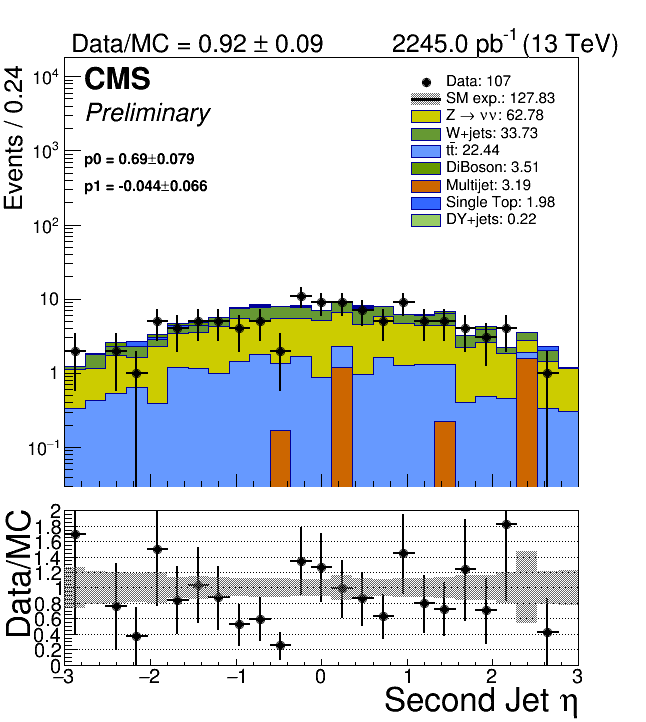 Data/MC = 0.92 ± 0.09
2245.0 pb⁻¹ (13 TeV)
CMS
Preliminary
p0 = 0.69±0.079
p1 = -0.044±0.066
Data: 107
SM exp.: 127.83
Z → νν: 62.78
W+jets: 33.73
tt̄: 22.44
DiBoson: 3.51
Multijet: 3.19
Single Top: 1.98
DY+jets: 0.22
Events / 0.24
10⁴
10³
10²
10
1
10⁻¹
Data/MC
2
1.8
1.6
1.4
1.2
1
0.8
0.6
0.4
0.2
0
−3 −2 −1 0 1 2 3
Second Jet η